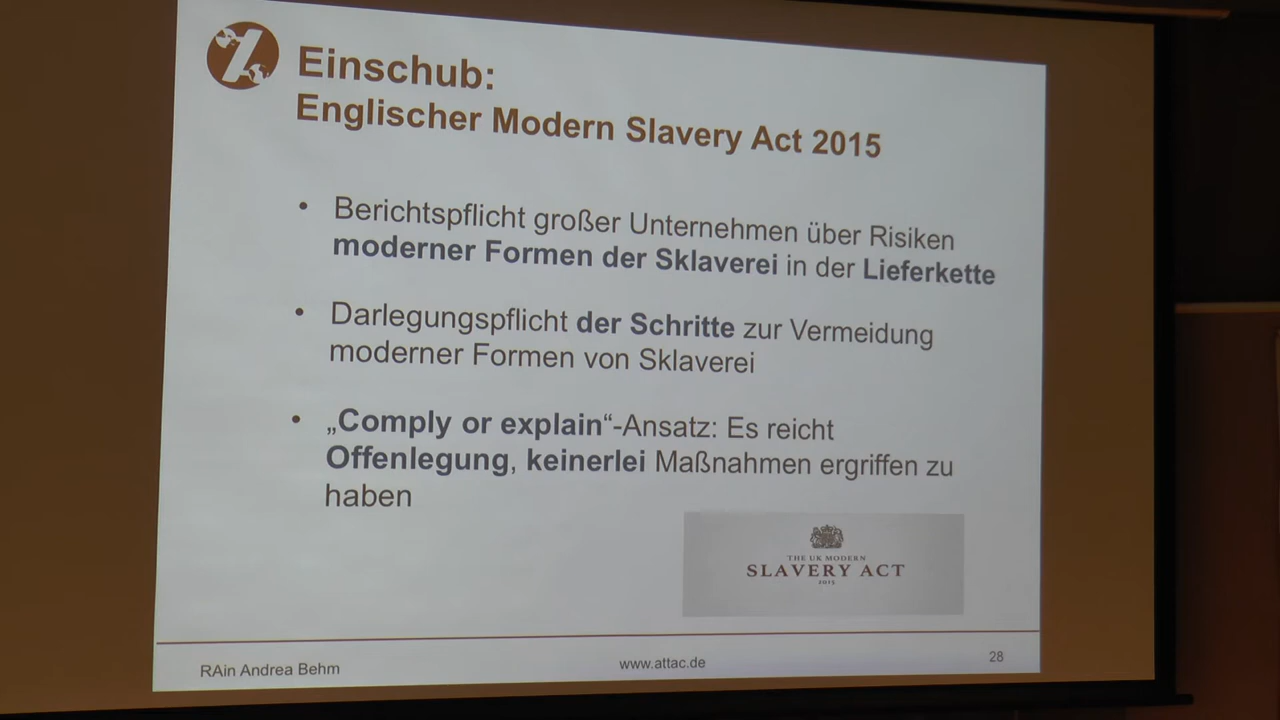 Einschub:
Englischer Modern Slavery Act 2015
• Berichtspflicht großer Unternehmen über Risiken
moderner Formen der Sklaverei in der Lieferkette
• Darlegungspflicht der Schritte zur Vermeidung
moderner Formen von Sklaverei
• „Comply or explain“-Ansatz: Es reicht
Offenlegung, keinerlei Maßnahmen ergriffen zu
haben
THE UK MODERN
SLAVERY ACT
2015
RAin Andrea Behm
www.attac.de
28